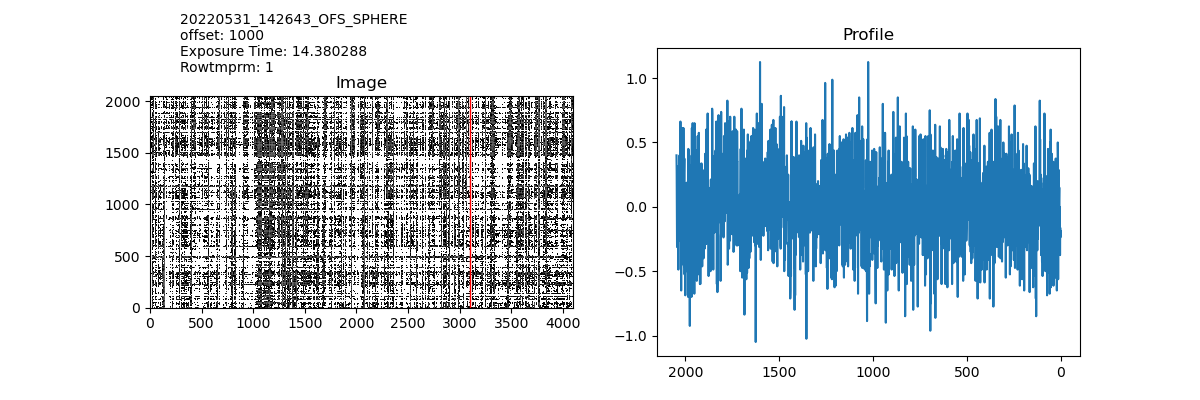 20220531_142643_OFS_SPHERE
offset: 1000
Exposure Time: 14.380288
Rowtmprm: 1
Image
2000
1500
1000
500
0
0 500 1000 1500 2000 2500 3000 3500 4000
Profile
1.0
0.5
0.0
−0.5
−1.0
2000 1500 1000 500 0